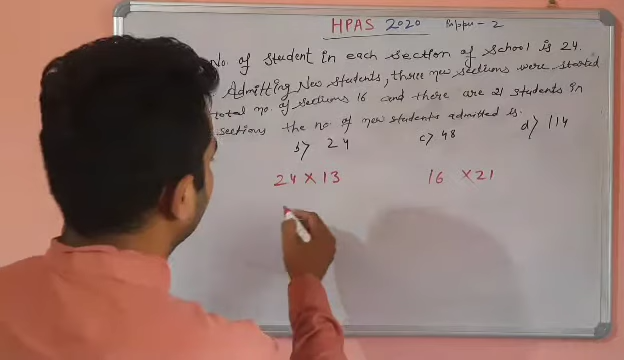 HPAS 2020 Paper - 2
No. of student in each section of school is 24.
Admitting New students, three new sections were started
total no. of sections 16 and there are 21 students in
sections the no. of new students admitted is.
b> 24 c> 48 d> 114
24 x 13 16 x 21